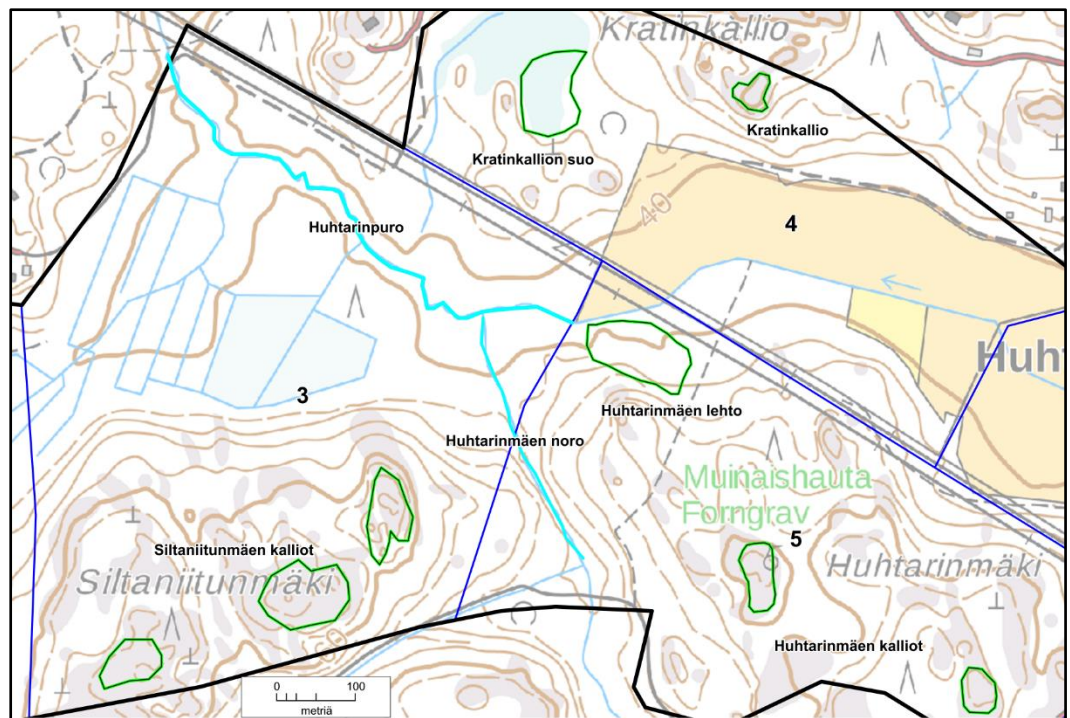 Kratinkallio
Kratinkallio
Kratinkallion suo
40
4
Huhtarinpuro
Huht
3
Huhtarinmäen lehto
Huhtarinmäen noro
Muinaishauta
Forngrav
5
Siltaniitunmäen kalliot
Siltaniitunmäki
Huhtarinmäki
Huhtarinmäen kalliot
0 100
metriä